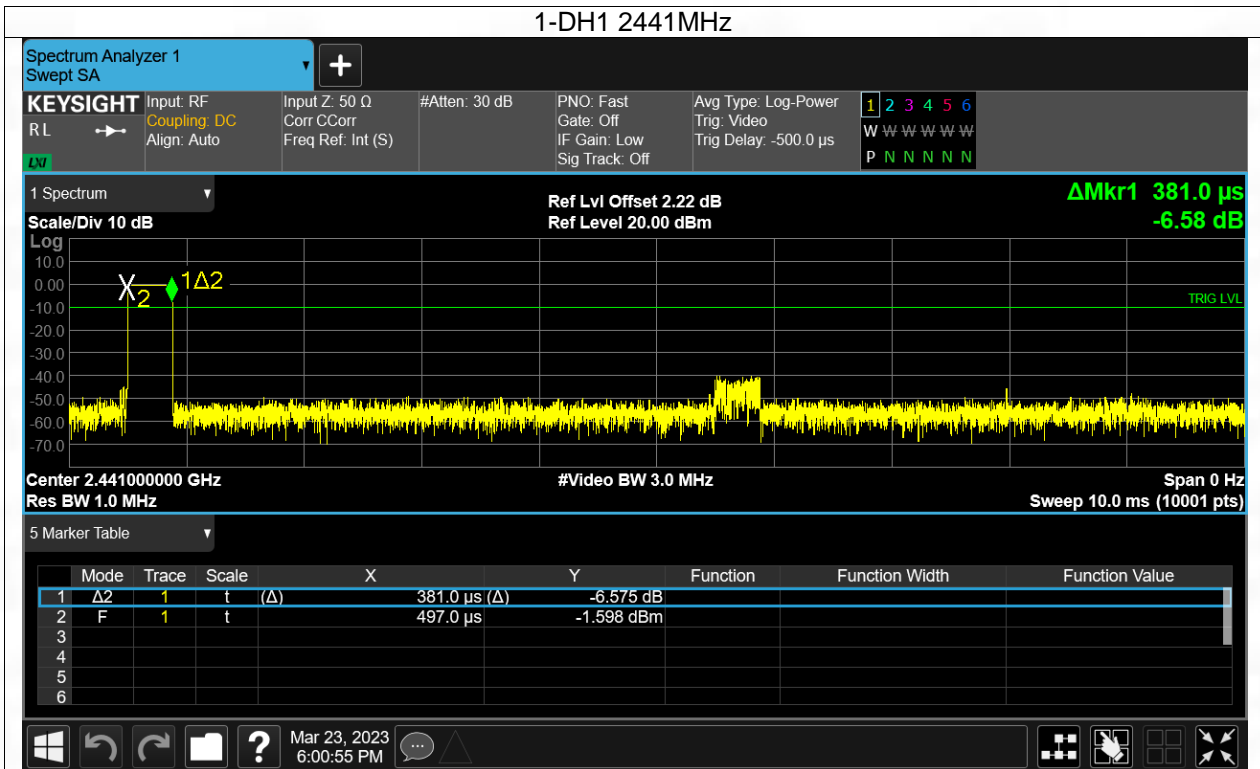 1-DH1 2441MHz
Spectrum Analyzer 1
Swept SA
KEYSIGHT
RL
LXI
Input: RF
Coupling: DC
Align: Auto
Input Z: 50 Ω
Corr CCorr
Freq Ref: Int (S)
#Atten: 30 dB
PNO: Fast
Gate: Off
IF Gain: Low
Sig Track: Off
Avg Type: Log-Power
Trig: Video
Trig Delay: -500.0 µs
1 2 3 4 5 6
W W W W W W
P N N N N N
1 Spectrum
Scale/Div 10 dB
Ref Lvl Offset 2.22 dB
Ref Level 20.00 dBm
ΔMkr1 381.0 µs
-6.58 dB
Log
10.0
0.00
-10.0
-20.0
-30.0
-40.0
-50.0
-60.0
-70.0
2
1Δ2
TRIG LVL
Center 2.441000000 GHz
#Video BW 3.0 MHz
Span 0 Hz
Res BW 1.0 MHz
Sweep 10.0 ms (10001 pts)
5 Marker Table
Mode Trace Scale X Y Function Function Width Function Value
1 Δ2 1 t (Δ) 381.0 µs (Δ) -6.575 dB
2 F 1 t 497.0 µs -1.598 dBm
3
4
5
6
?
Mar 23, 2023
6:00:55 PM